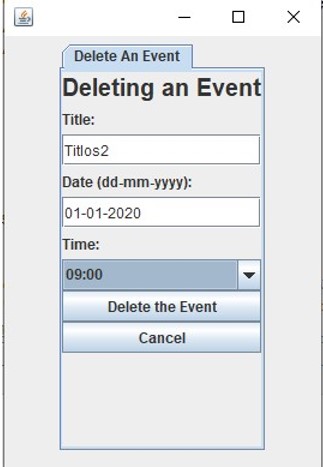 Delete An Event
Deleting an Event
Title:
Titlos2
Date (dd-mm-yyyy):
01-01-2020
Time:
09:00
Delete the Event
Cancel